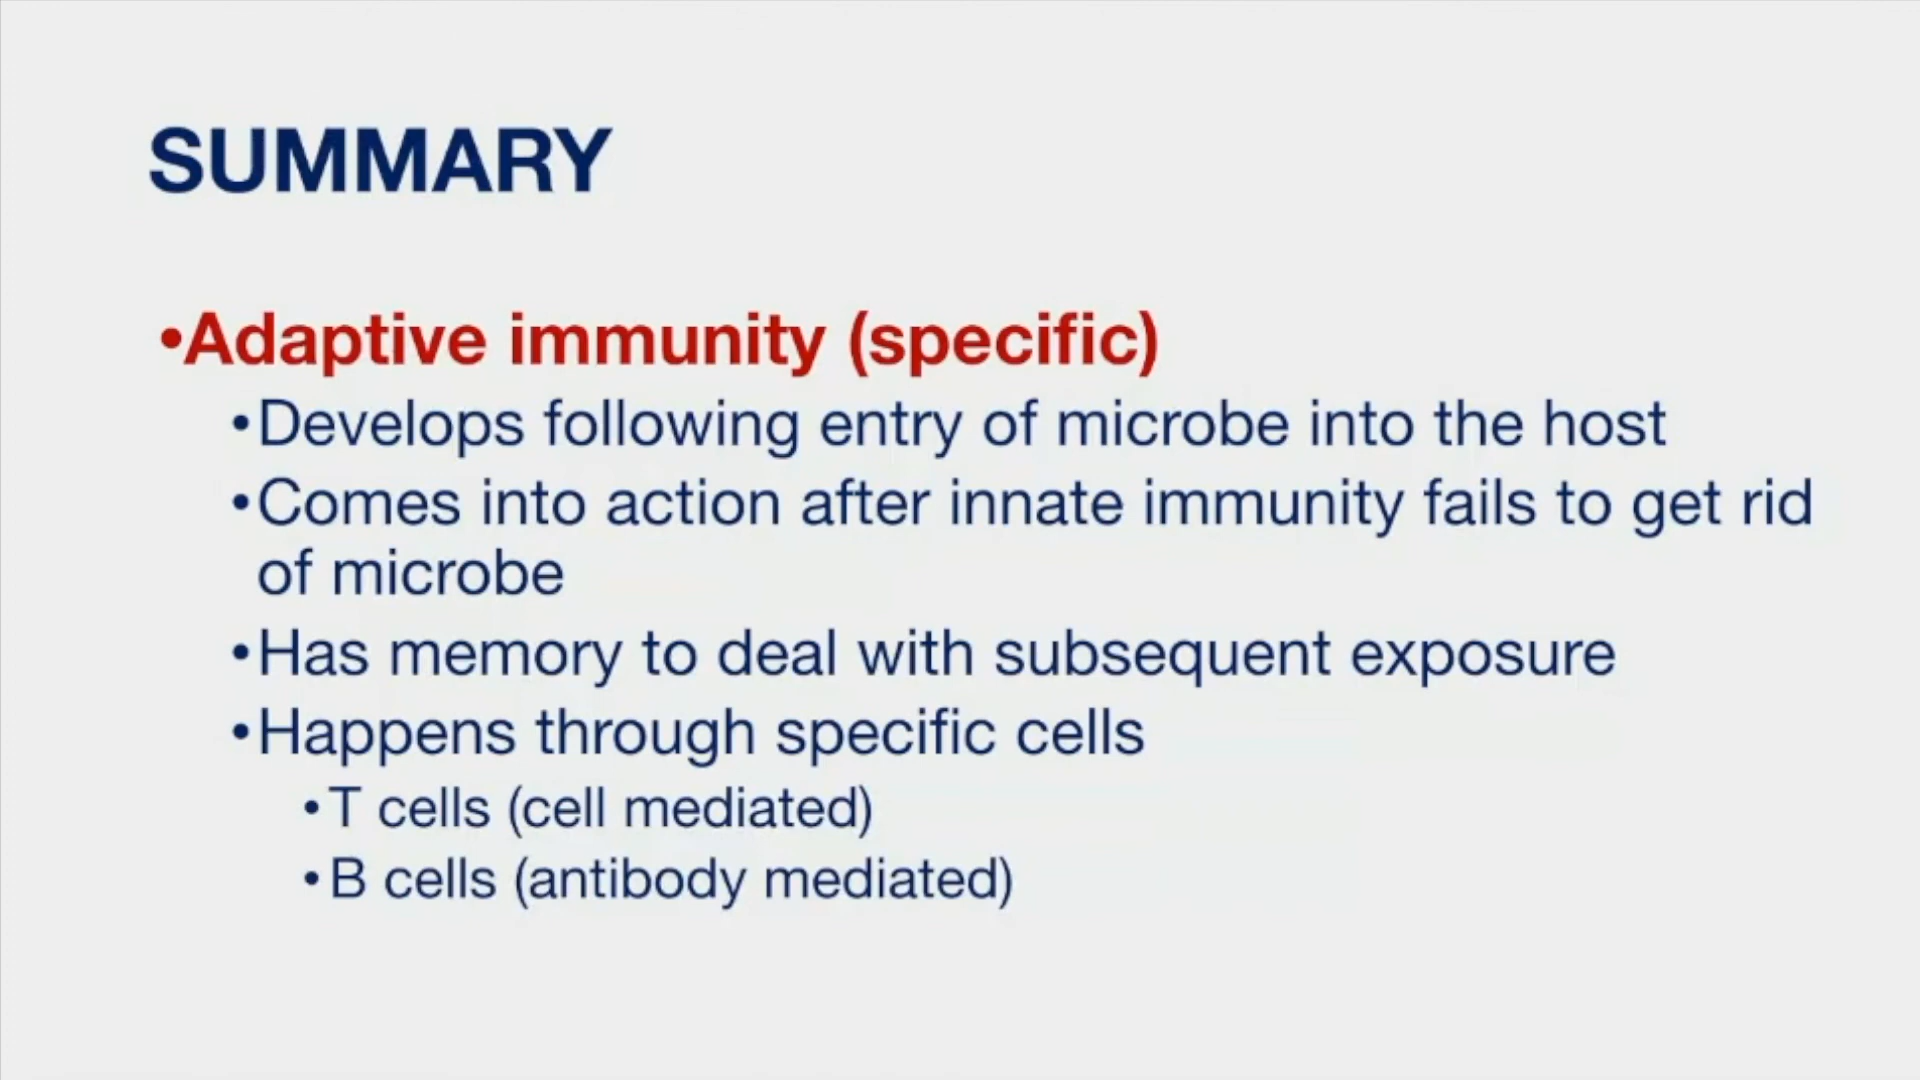 SUMMARY
•Adaptive immunity (specific)
•Develops following entry of microbe into the host
•Comes into action after innate immunity fails to get rid
of microbe
•Has memory to deal with subsequent exposure
•Happens through specific cells
•T cells (cell mediated)
•B cells (antibody mediated)